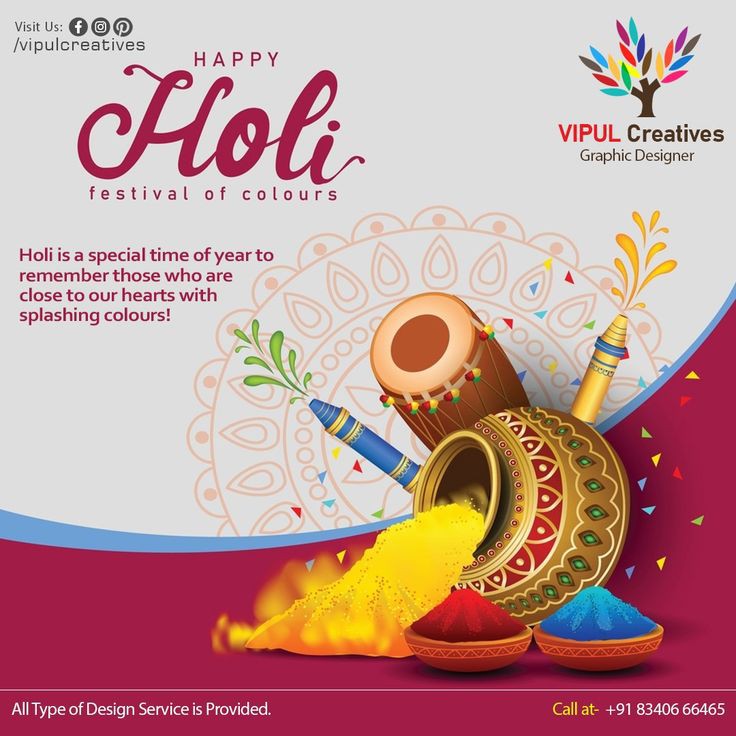 Visit Us:
/vipulcreatives
HAPPY
Holi
festival of colours
VIPUL Creatives
Graphic Designer
Holi is a special time of year to
remember those who are
close to our hearts with
splashing colours!
All Type of Design Service is Provided.
Call at- +91 83406 66465